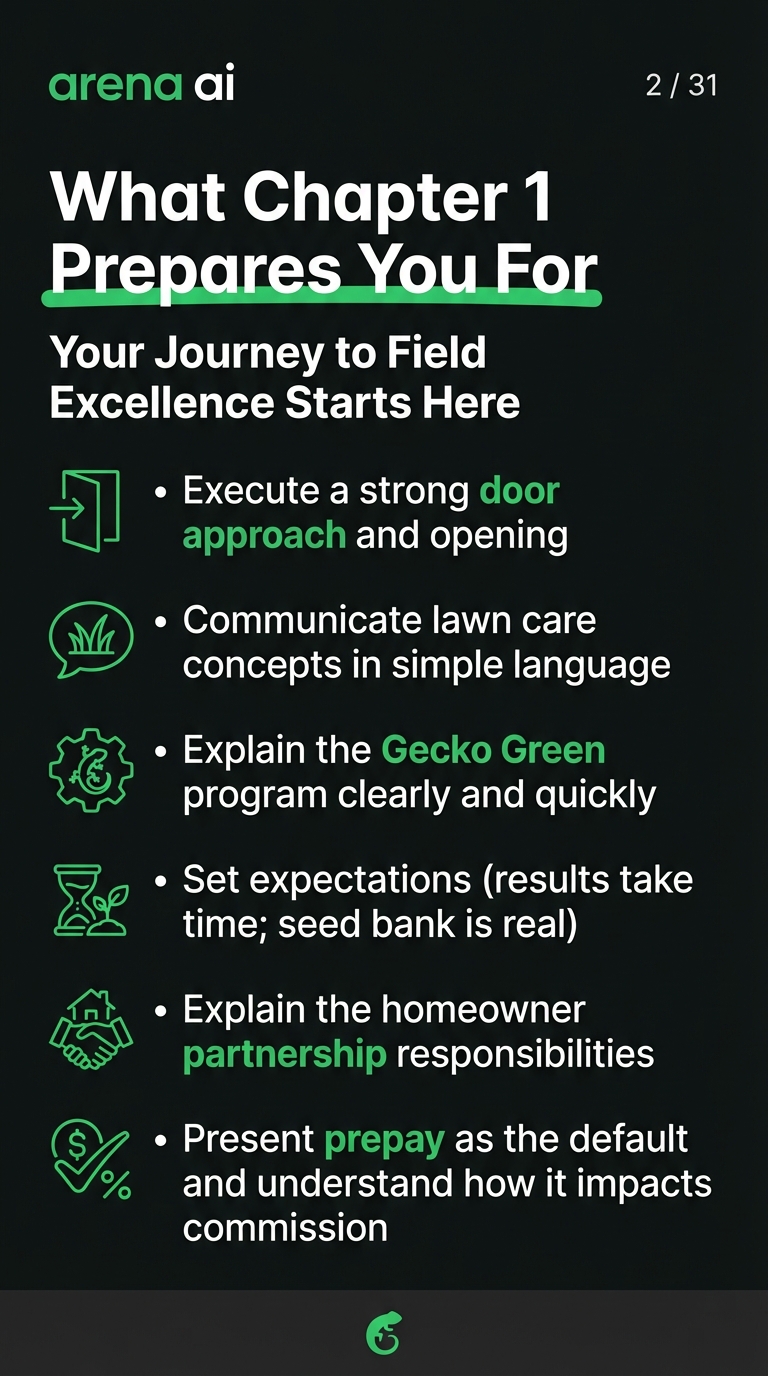 arena ai
2 / 31
What Chapter 1
Prepares You For
Your Journey to Field
Excellence Starts Here
• Execute a strong door
approach and opening
• Communicate lawn care
concepts in simple language
• Explain the Gecko Green
program clearly and quickly
• Set expectations (results take
time; seed bank is real)
• Explain the homeowner
partnership responsibilities
$
%
• Present prepay as the default
and understand how it impacts
commission